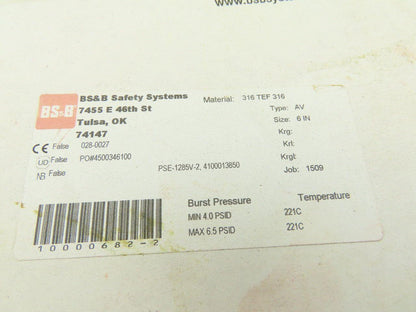 www.bsbsyste
BS&B
BS&B Safety Systems
7455 E 46th St
Tulsa, OK
74147
Material: 316 TEF 316
Type: AV
Size: 6 IN
Krg:
Krl:
Krgl:
Job: 1509
CE False 028-0027
UD False PO#4500346100
NB False
PSE-1285V-2, 4100013850
Burst Pressure Temperature
MIN 4.0 PSID 221C
MAX 6.5 PSID 221C
10000682-2